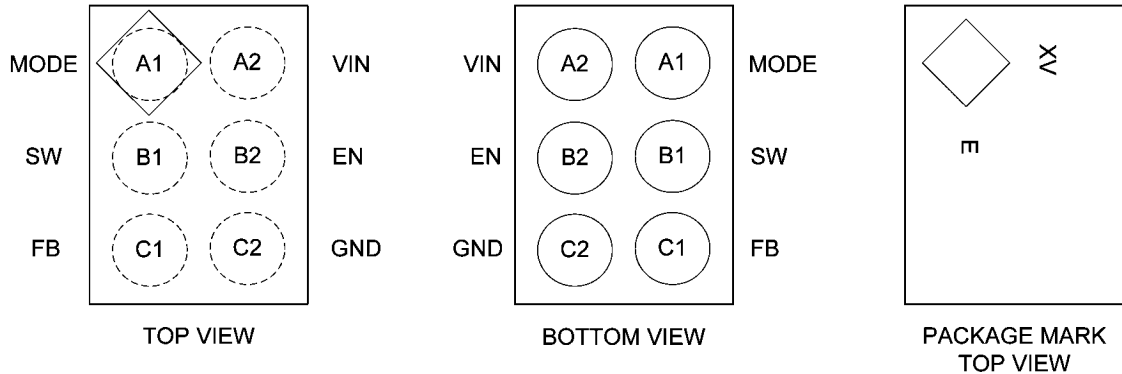 MODE A1 A2 VIN
SW B1 B2 EN
FB C1 C2 GND
TOP VIEW
VIN A2 A1 MODE
EN B2 B1 SW
GND C2 C1 FB
BOTTOM VIEW
XV
E
PACKAGE MARK
TOP VIEW